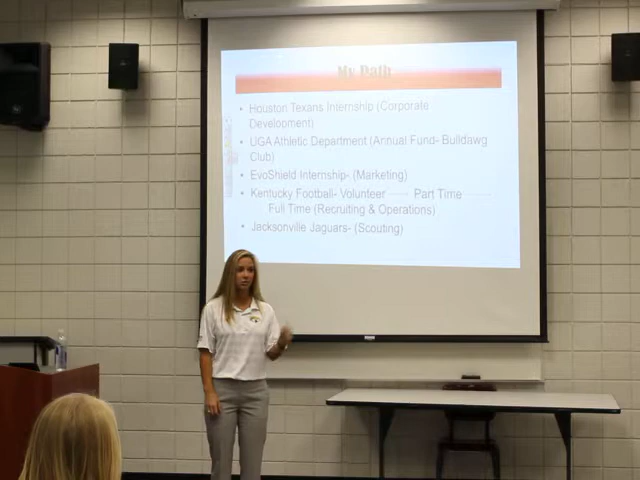 My Path
• Houston Texans Internship (Corporate
Development)
• UGA Athletic Department (Annual Fund- Bulldawg
Club)
• EvoShield Internship- (Marketing)
• Kentucky Football- Volunteer Part Time
Full Time (Recruiting & Operations)
• Jacksonville Jaguars- (Scouting)